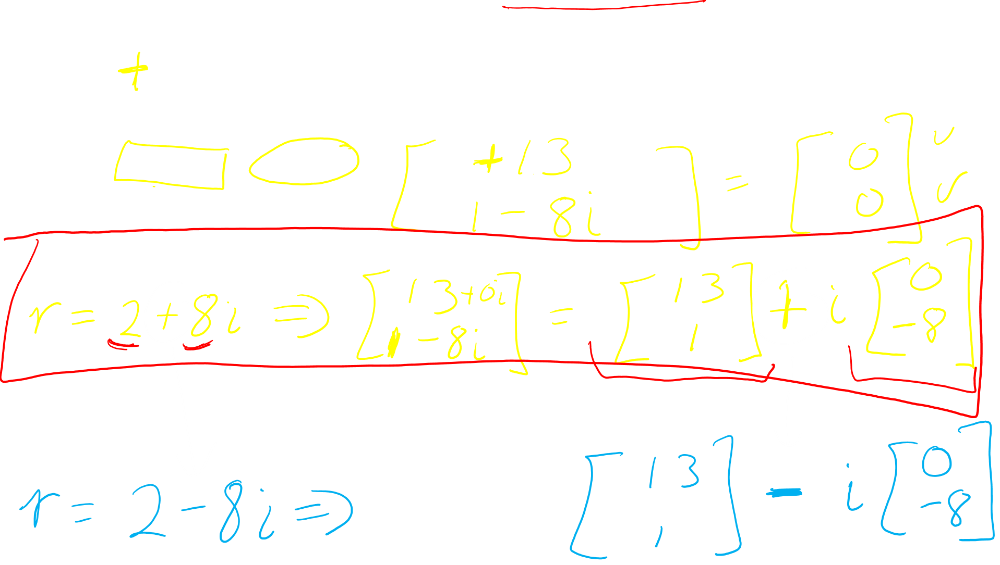 +
[ +13 ] = [ 0 ] ✓
[ 1 - 8i ] [ 0 ] ✓
r = 2 + 8i ⇒ [ 13 + 0i ] = [ 13 ] + i [ 0 ]
[ 1 - 8i ] [ 1 ] [ -8 ]
r = 2 - 8i ⇒ [ 13 ] - i [ 0 ]
[ 1 ] [ -8 ]